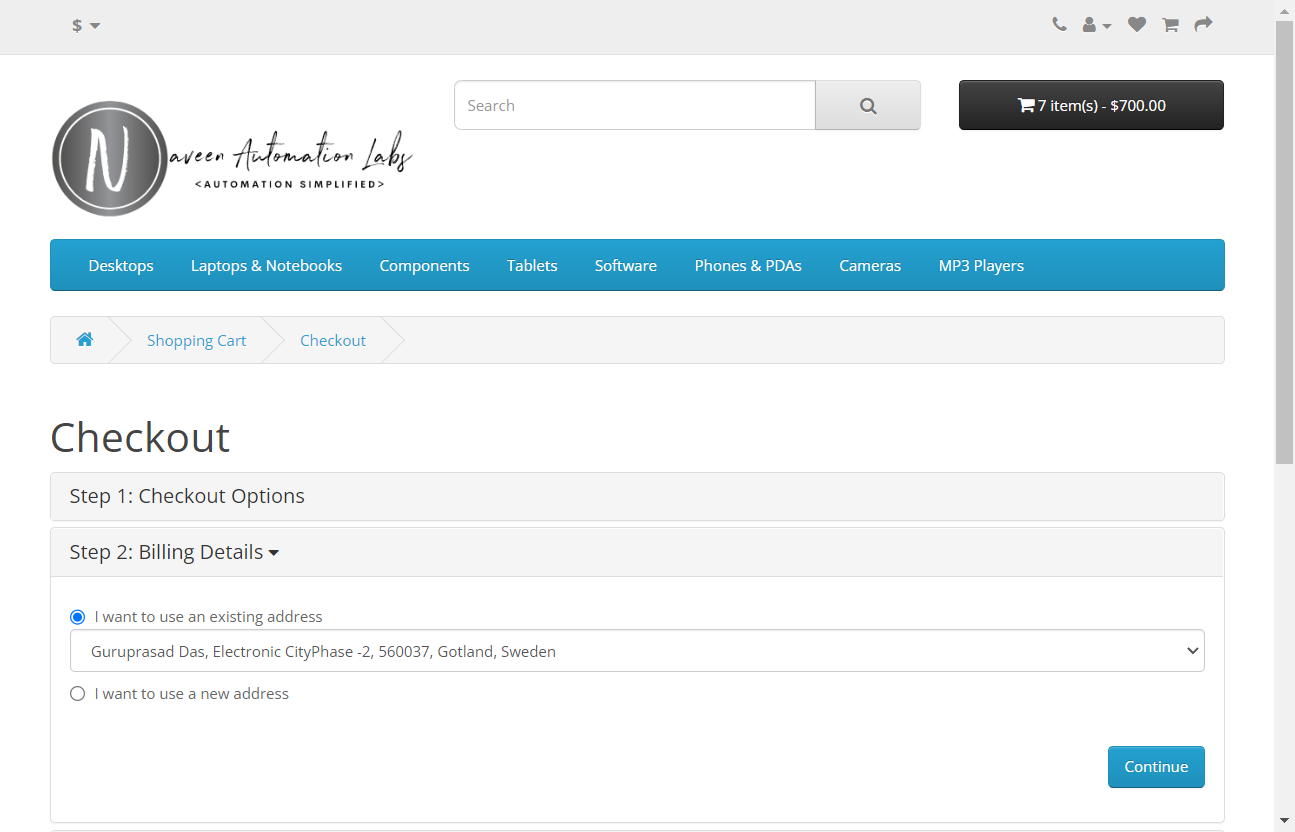 $
Search
7 item(s) - $700.00
N
aveen Automation Labs
<AUTOMATION SIMPLIFIED>
Desktops Laptops & Notebooks Components Tablets Software Phones & PDAs Cameras MP3 Players
Shopping Cart Checkout
Checkout
Step 1: Checkout Options
Step 2: Billing Details
I want to use an existing address
Guruprasad Das, Electronic CityPhase -2, 560037, Gotland, Sweden
I want to use a new address
Continue